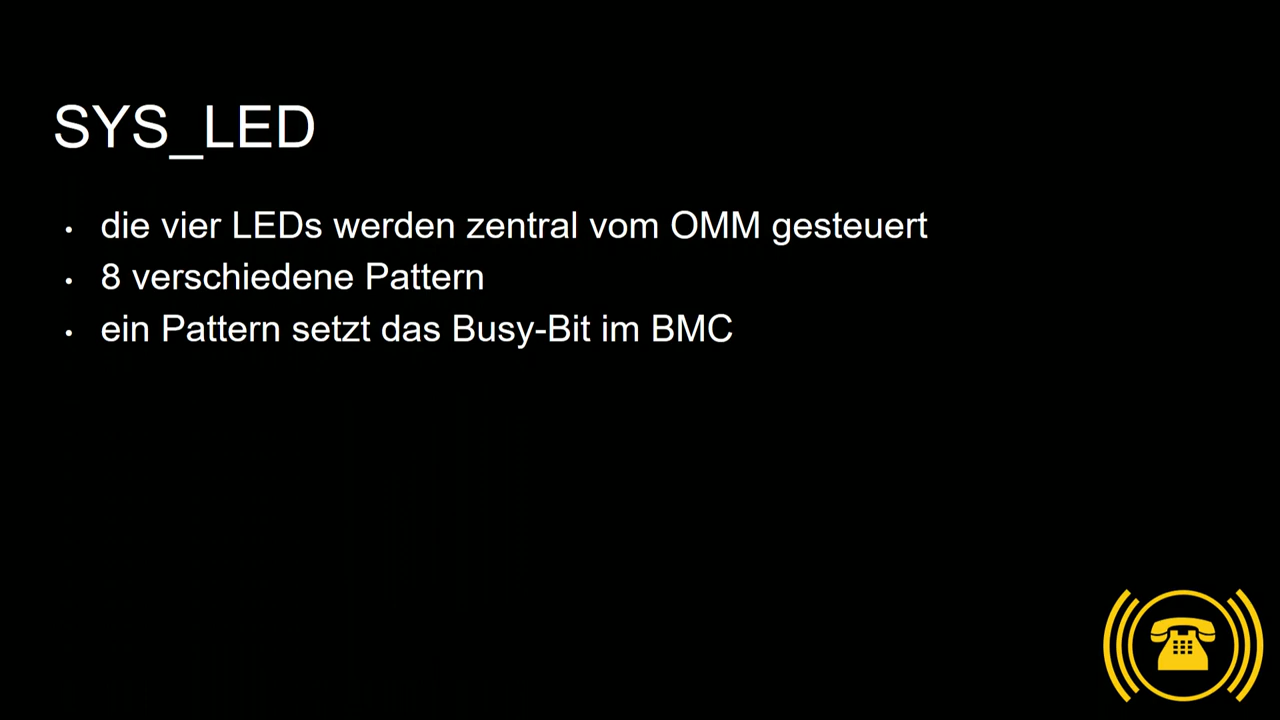 SYS_LED
• die vier LEDs werden zentral vom OMM gesteuert
• 8 verschiedene Pattern
• ein Pattern setzt das Busy-Bit im BMC